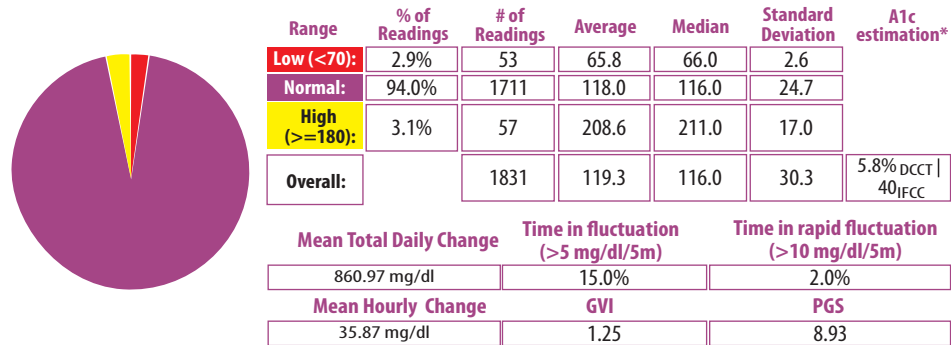 Range % of Readings # of Readings Average Median Standard Deviation A1c estimation*
Low (<70): 2.9% 53 65.8 66.0 2.6
Normal: 94.0% 1711 118.0 116.0 24.7
High (>=180): 3.1% 57 208.6 211.0 17.0
Overall: 1831 119.3 116.0 30.3 5.8% DCCT | 40 IFCC
Mean Total Daily Change Time in fluctuation (>5 mg/dl/5m) Time in rapid fluctuation (>10 mg/dl/5m)
860.97 mg/dl 15.0% 2.0%
Mean Hourly Change GVI PGS
35.87 mg/dl 1.25 8.93